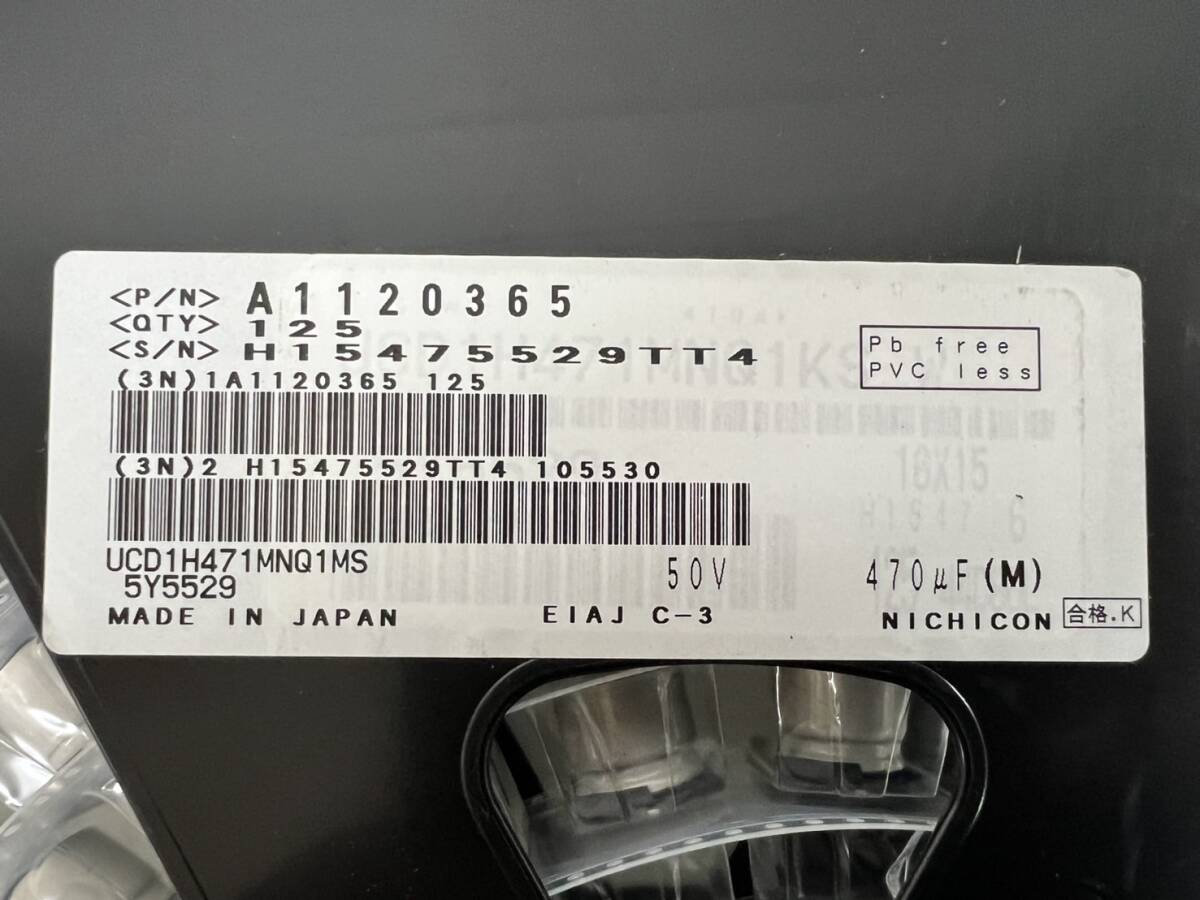 <P/N> A1120365
<QTY> 125
<S/N> H15475529TT4
Pb free
PVC less
(3N)1A1120365 125
(3N)2 H15475529TT4 105530
16X15
UCD1H471MNQ1MS
5Y5529
50V
470μF (M)
MADE IN JAPAN
EIAJ C-3
NICHICON
合格.K